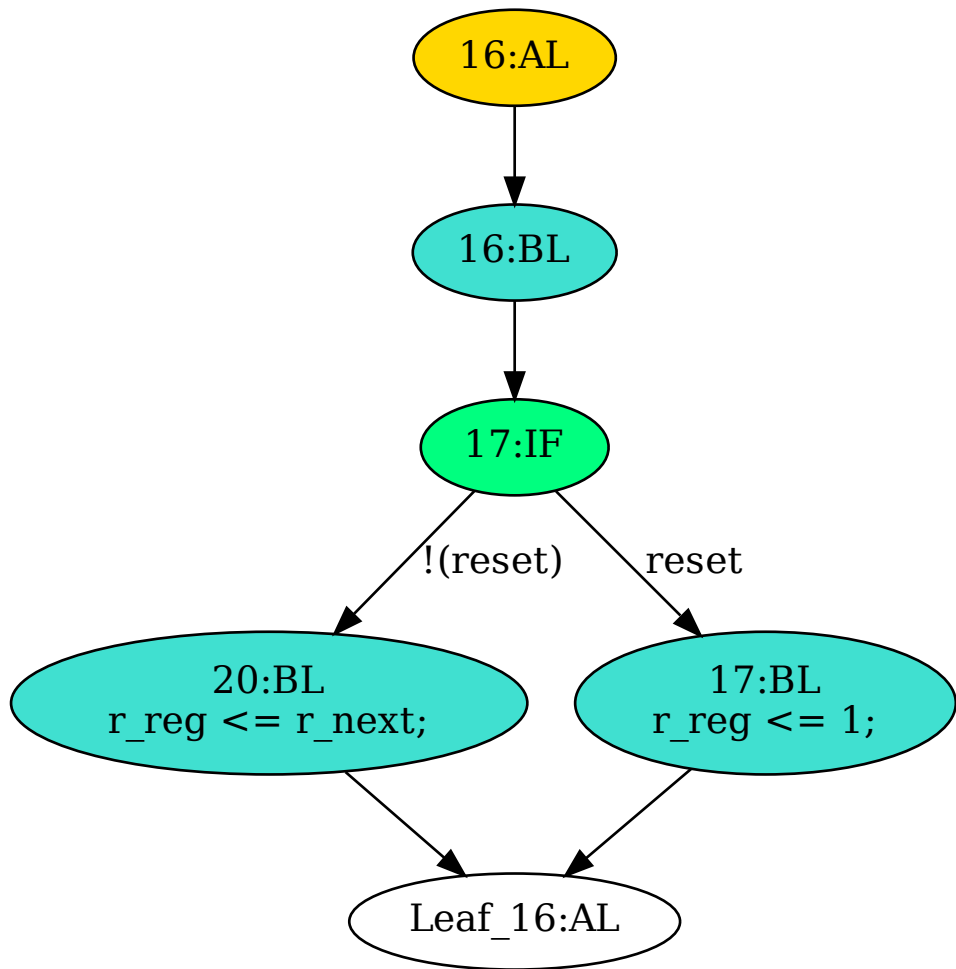 16:AL
16:BL
17:IF
!(reset)
reset
20:BL
r_reg <= r_next;
17:BL
r_reg <= 1;
Leaf_16:AL